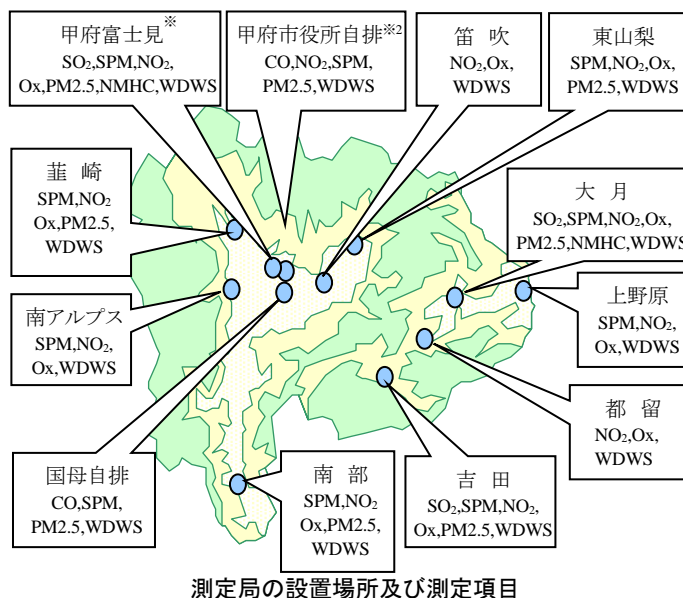 甲府富士見※
SO₂,SPM,NO₂,
Ox,PM2.5,NMHC,WDWS
甲府市役所自排※2
CO,NO₂,SPM,
PM2.5,WDWS
笛 吹
NO₂,Ox,
WDWS
東山梨
SPM,NO₂,Ox,
PM2.5,WDWS
韮 崎
SPM,NO₂
Ox,PM2.5,
WDWS
大 月
SO₂,SPM,NO₂,Ox,
PM2.5,NMHC,WDWS
南アルプス
SPM,NO₂,
Ox,WDWS
上野原
SPM,NO₂,
Ox,WDWS
都 留
NO₂,Ox,
WDWS
国母自排
CO,SPM,
PM2.5,WDWS
南 部
SPM,NO₂
Ox,PM2.5,
WDWS
吉 田
SO₂,SPM,NO₂,
Ox,PM2.5,WDWS
測定局の設置場所及び測定項目